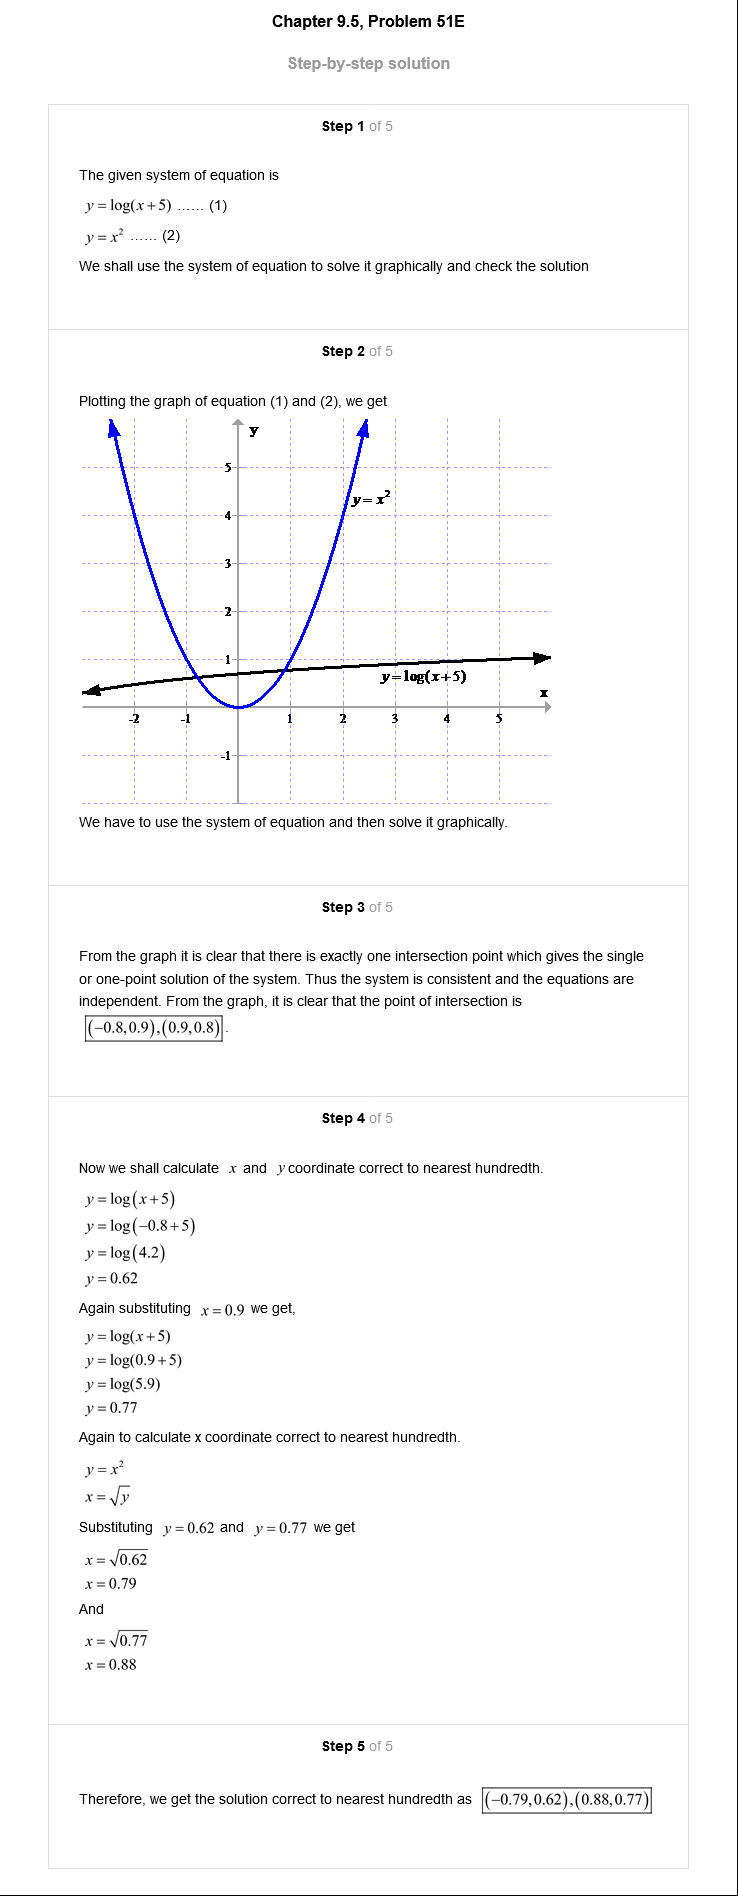 Chapter 9.5, Problem 51E
Step-by-step solution
Step 1 of 5
The given system of equation is
y = log(x+5) ...... (1)
y = x² ...... (2)
We shall use the system of equation to solve it graphically and check the solution
Step 2 of 5
Plotting the graph of equation (1) and (2), we get
y
5
y = x²
4
3
2
1
y=log(x+5)
x
-2 -1 1 2 3 4 5
-1
We have to use the system of equation and then solve it graphically.
Step 3 of 5
From the graph it is clear that there is exactly one intersection point which gives the single
or one-point solution of the system. Thus the system is consistent and the equations are
independent. From the graph, it is clear that the point of intersection is
(−0.8,0.9),(0.9,0.8).
Step 4 of 5
Now we shall calculate x and y coordinate correct to nearest hundredth.
y = log(x+5)
y = log(−0.8+5)
y = log(4.2)
y = 0.62
Again substituting x = 0.9 we get,
y = log(x+5)
y = log(0.9+5)
y = log(5.9)
y = 0.77
Again to calculate x coordinate correct to nearest hundredth.
y = x²
x = √y
Substituting y = 0.62 and y = 0.77 we get
x = √0.62
x = 0.79
And
x = √0.77
x = 0.88
Step 5 of 5
Therefore, we get the solution correct to nearest hundredth as (−0.79,0.62),(0.88,0.77)